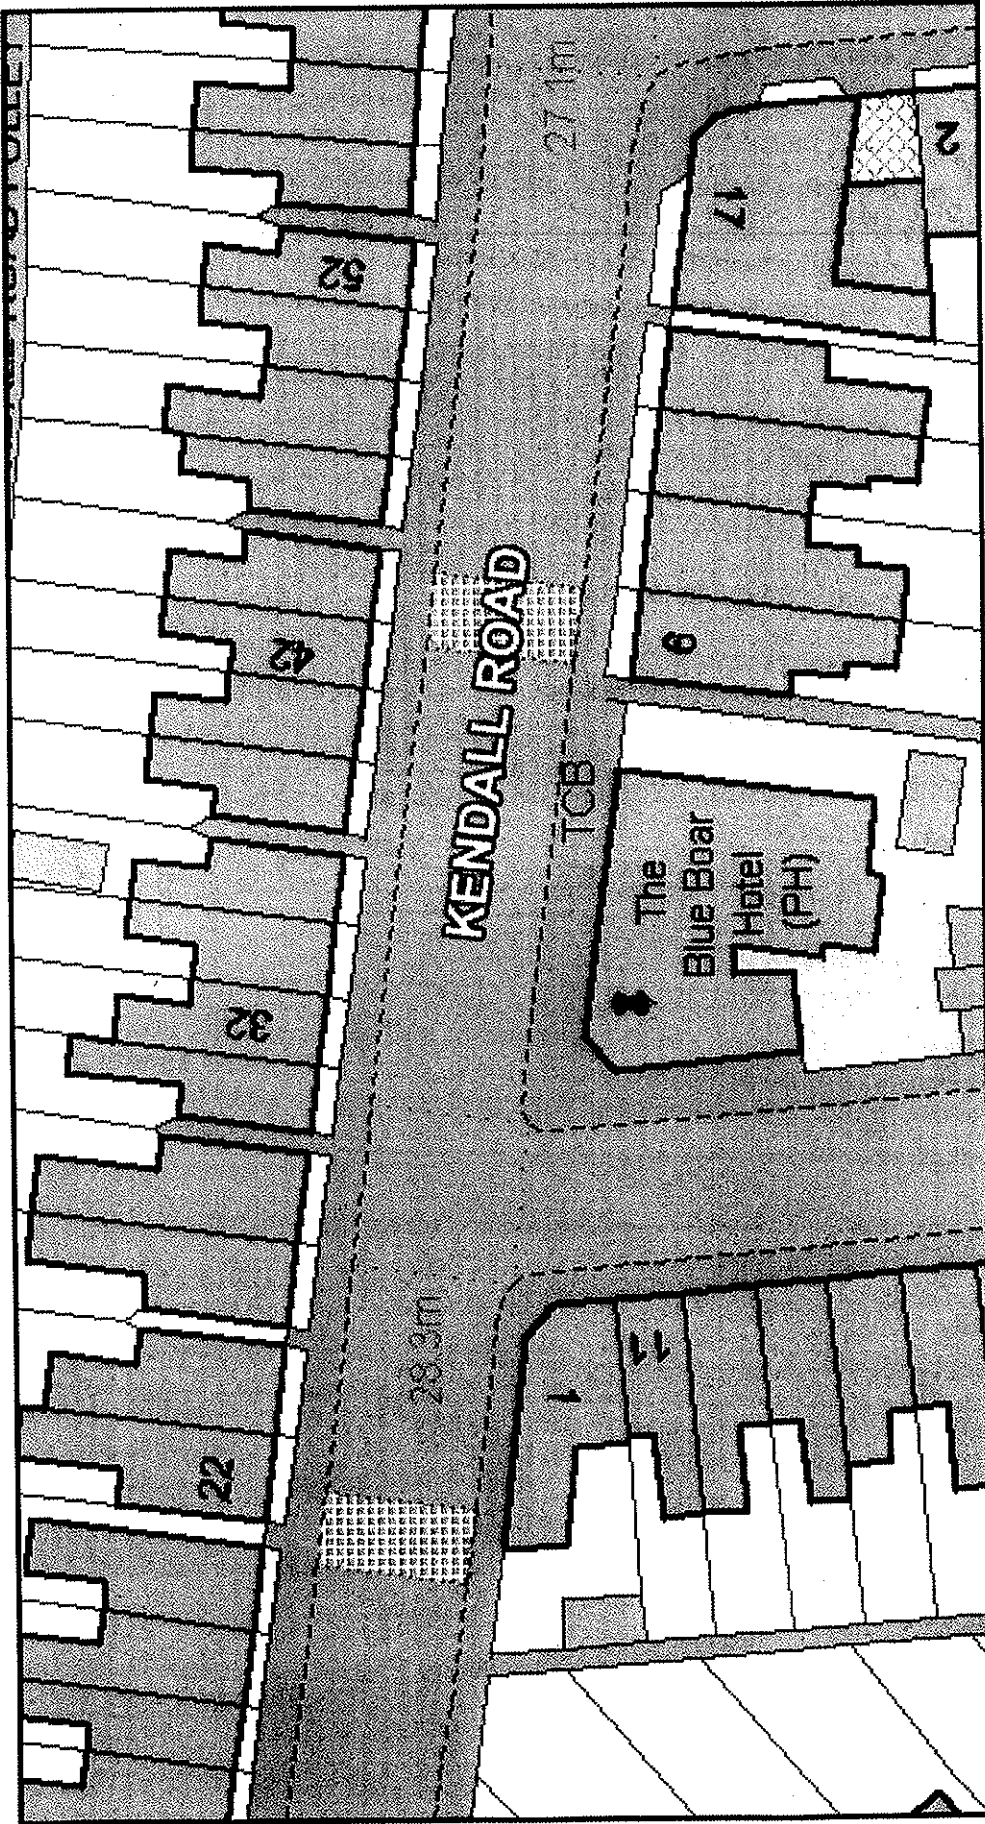 27.1m
17
2
52
KENDALL ROAD
42
9
TCB
The
Blue Boar
Hotel
(PH)
32
28.3m
11
1
22